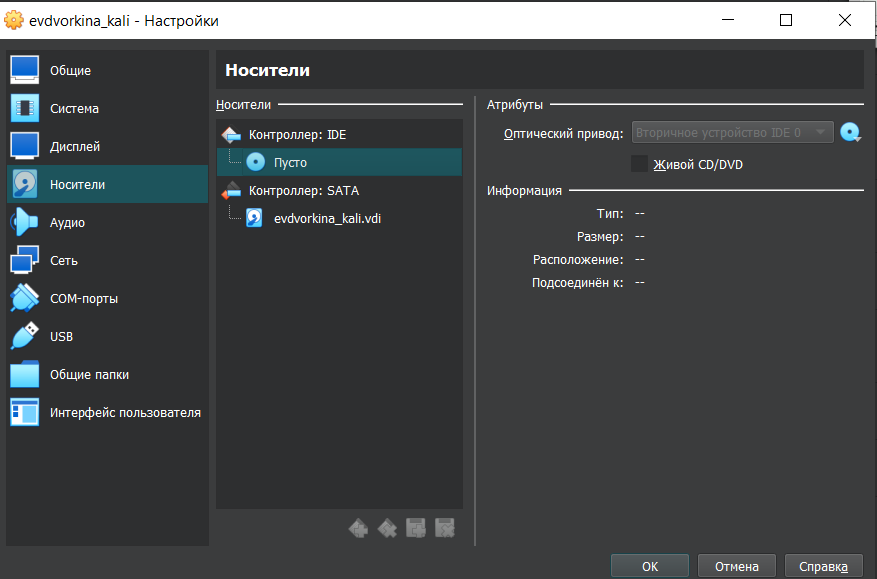 evdvorkina_kali - Настройки
Общие
Система
Дисплей
Носители
Аудио
Сеть
COM-порты
USB
Общие папки
Интерфейс пользователя
Носители
Носители
Контроллер: IDE
Пусто
Контроллер: SATA
evdvorkina_kali.vdi
Атрибуты
Оптический привод: Вторичное устройство IDE 0
Живой CD/DVD
Информация
Тип: --
Размер: --
Расположение: --
Подсоединён к: --
OK Отмена Справка